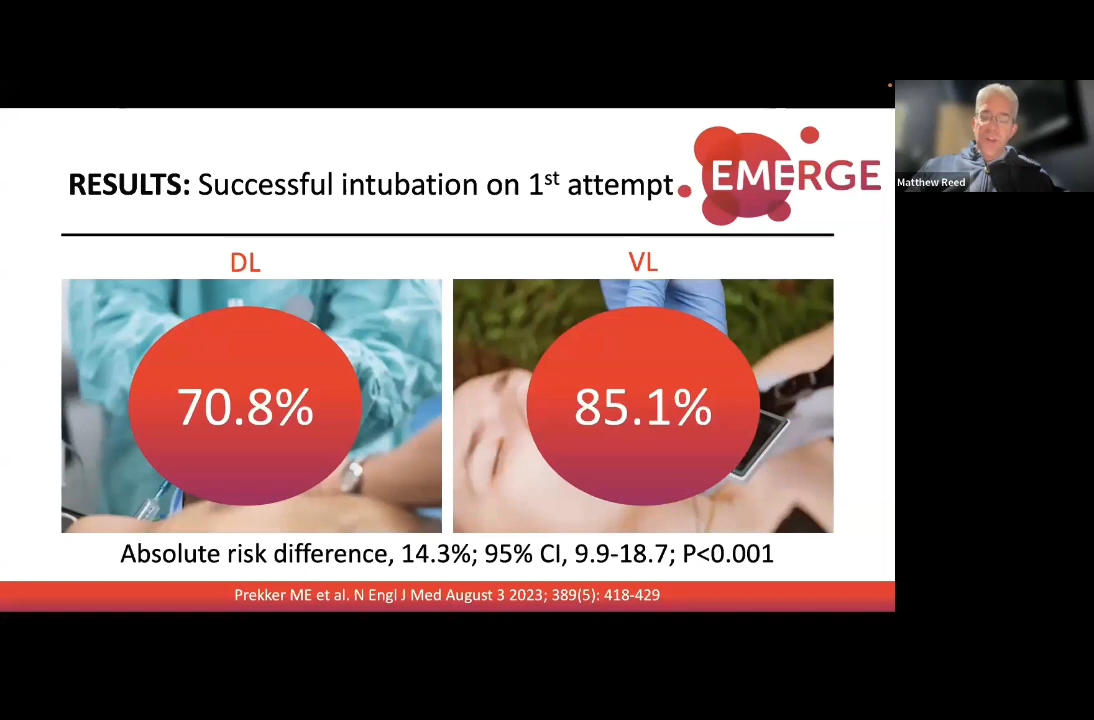 RESULTS: Successful intubation on 1st attempt
EMERGE
Matthew Reed
DL
VL
70.8%
85.1%
Absolute risk difference, 14.3%; 95% CI, 9.9-18.7; P<0.001
Prekker ME et al. N Engl J Med August 3 2023; 389(5): 418-429